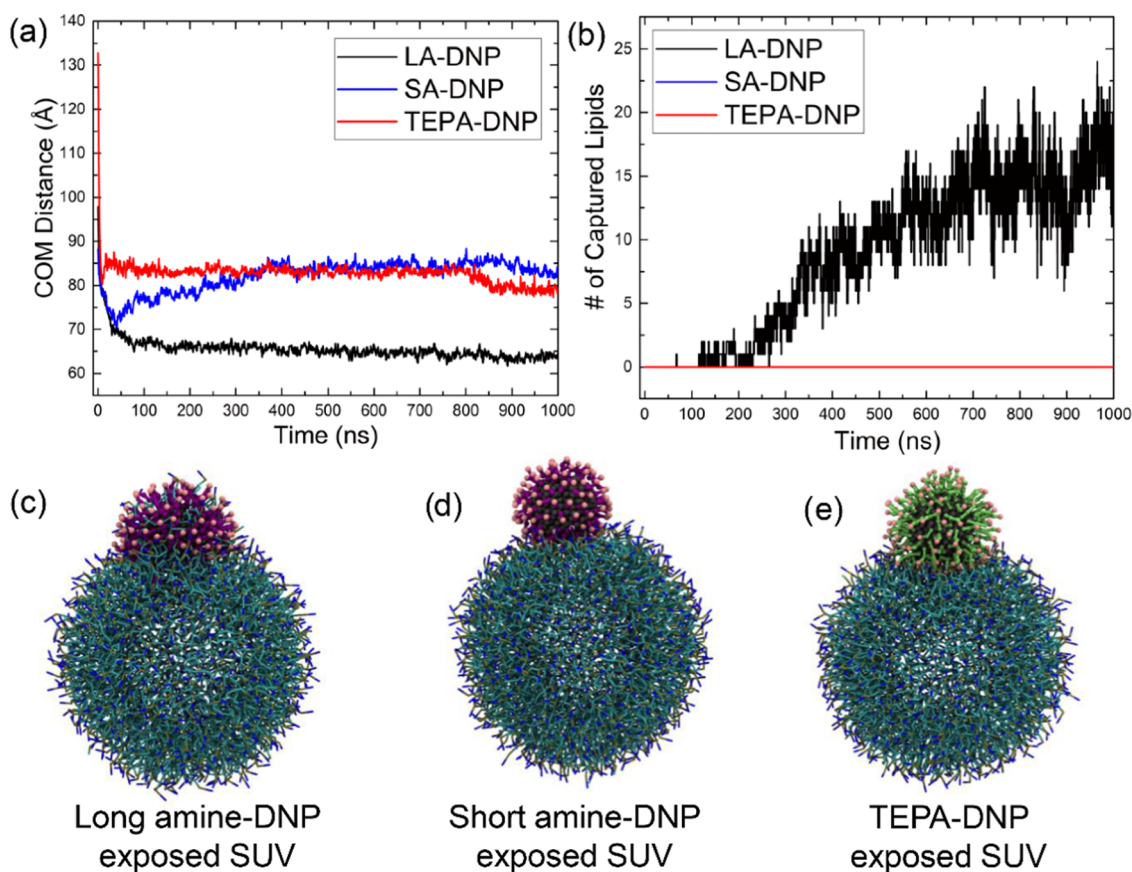 (a)
LA-DNP
SA-DNP
TEPA-DNP
COM Distance (Å)
140
130
120
110
100
90
80
70
60
0 100 200 300 400 500 600 700 800 900 1000
Time (ns)
(b)
LA-DNP
SA-DNP
TEPA-DNP
# of Captured Lipids
25
20
15
10
5
0
0 100 200 300 400 500 600 700 800 900 1000
Time (ns)
(c)
(d)
(e)
Long amine-DNP
exposed SUV
Short amine-DNP
exposed SUV
TEPA-DNP
exposed SUV